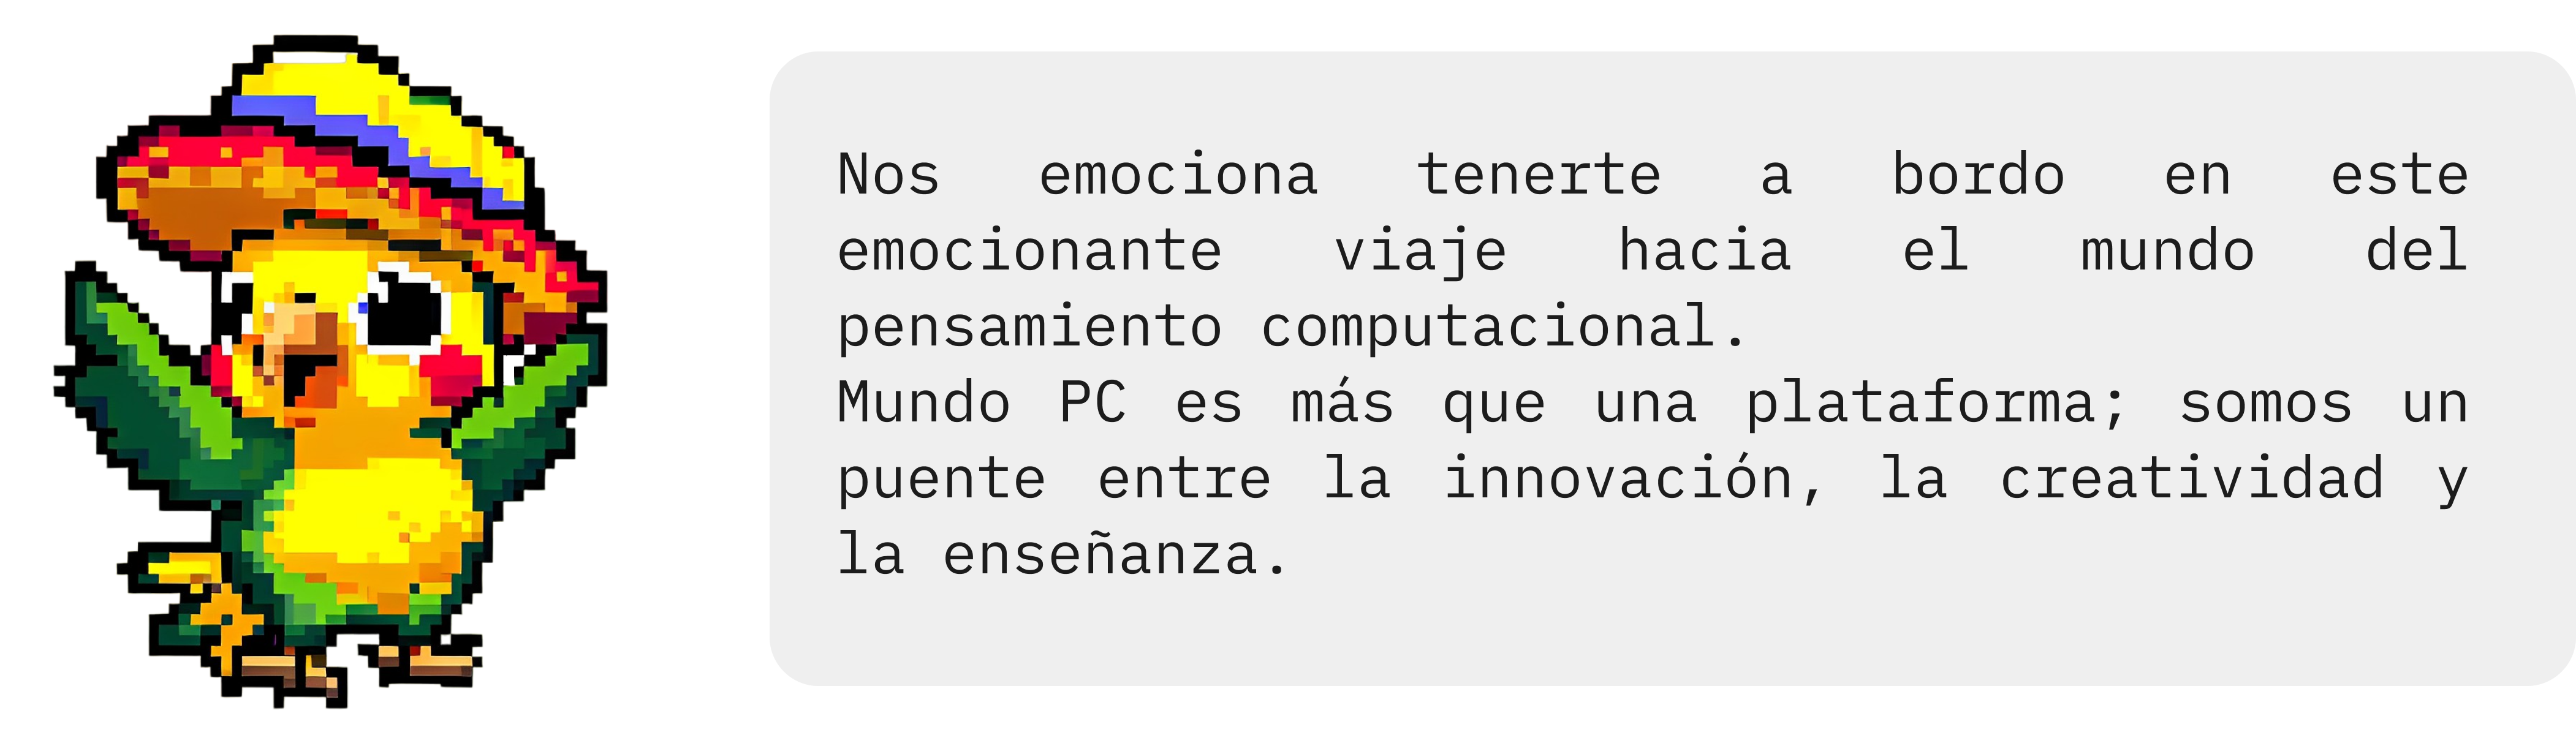 Nos emociona tenerte a bordo en este
emocionante viaje hacia el mundo del
pensamiento computacional.
Mundo PC es más que una plataforma; somos un
puente entre la innovación, la creatividad y
la enseñanza.